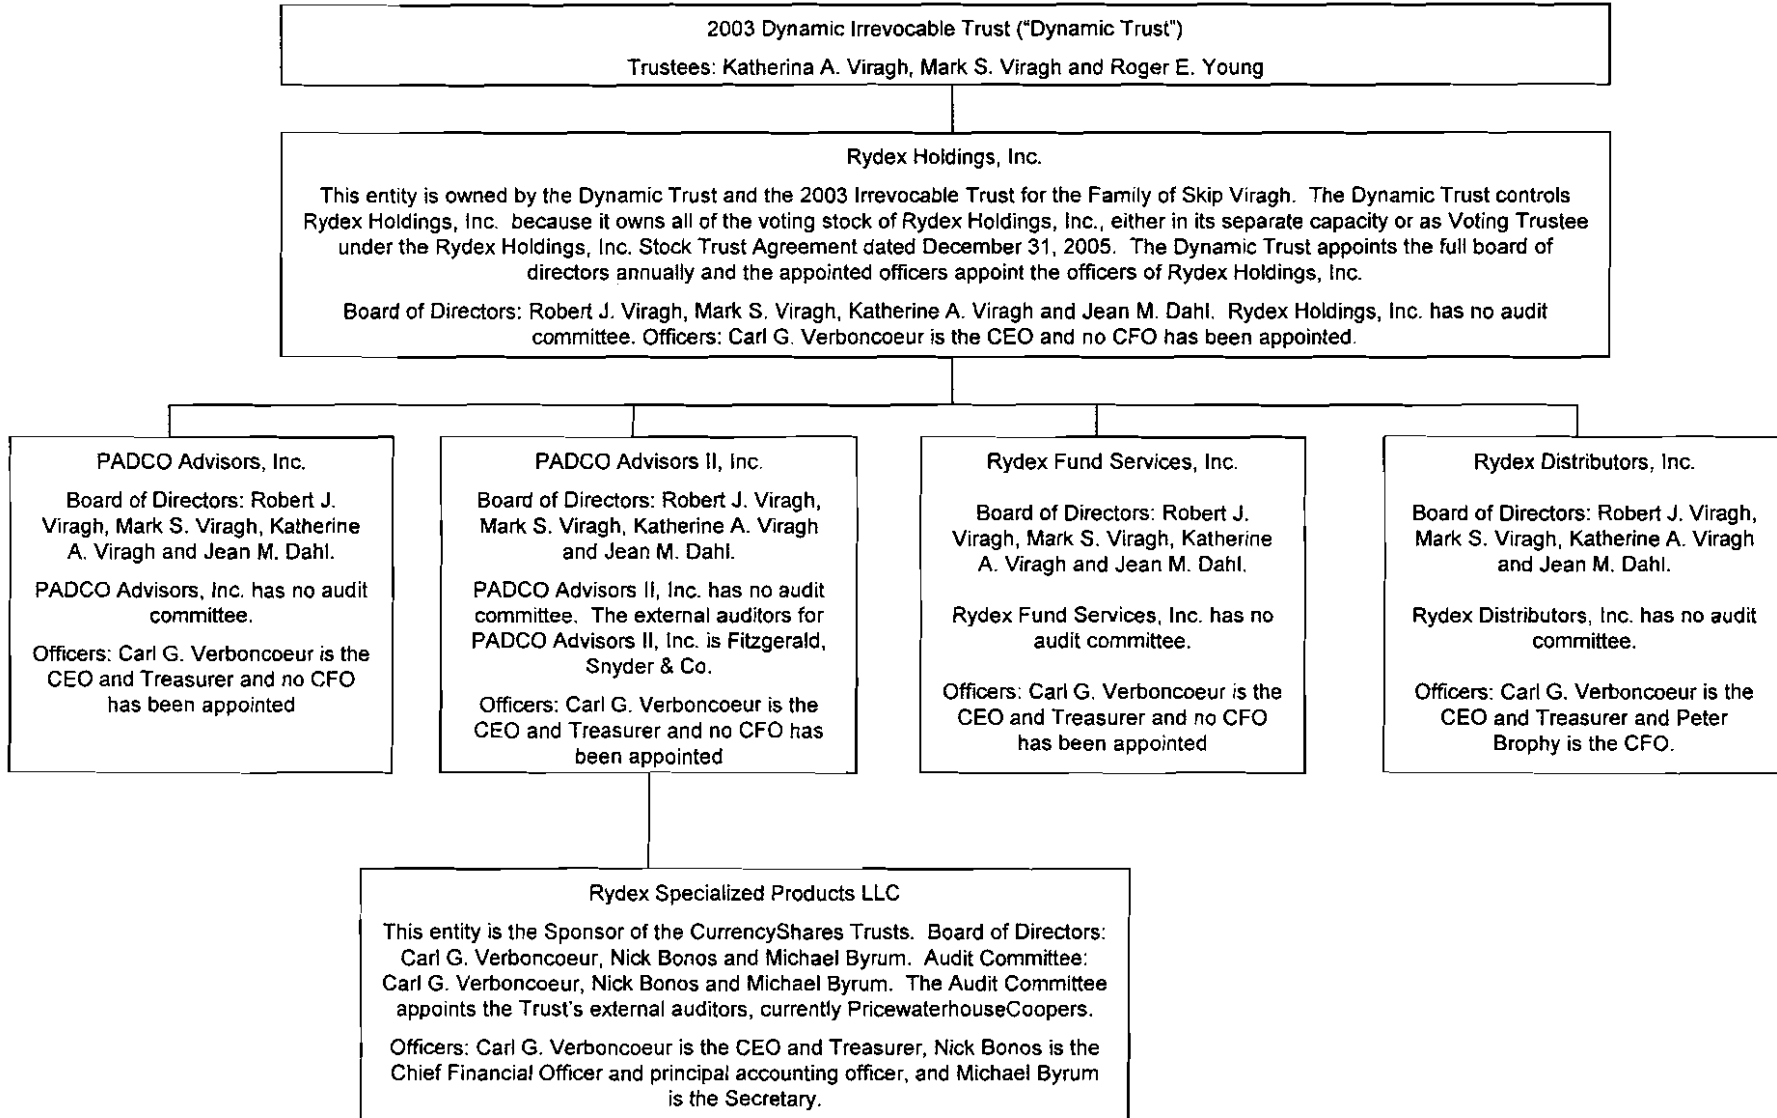 2003 Dynamic Irrevocable Trust ("Dynamic Trust")
Trustees: Katherina A. Viragh, Mark S. Viragh and Roger E. Young
Rydex Holdings, Inc.
This entity is owned by the Dynamic Trust and the 2003 Irrevocable Trust for the Family of Skip Viragh. The Dynamic Trust controls
Rydex Holdings, Inc. because it owns all of the voting stock of Rydex Holdings, Inc., either in its separate capacity or as Voting Trustee
under the Rydex Holdings, Inc. Stock Trust Agreement dated December 31, 2005. The Dynamic Trust appoints the full board of
directors annually and the appointed officers appoint the officers of Rydex Holdings, Inc.
Board of Directors: Robert J. Viragh, Mark S. Viragh, Katherine A. Viragh and Jean M. Dahl. Rydex Holdings, Inc. has no audit
committee. Officers: Carl G. Verboncoeur is the CEO and no CFO has been appointed.
PADCO Advisors, Inc.
Board of Directors: Robert J.
Viragh, Mark S. Viragh, Katherine
A. Viragh and Jean M. Dahl.
PADCO Advisors, Inc. has no audit
committee.
Officers: Carl G. Verboncoeur is the
CEO and Treasurer and no CFO
has been appointed
PADCO Advisors II, Inc.
Board of Directors: Robert J. Viragh,
Mark S. Viragh, Katherine A. Viragh
and Jean M. Dahl.
PADCO Advisors II, Inc. has no audit
committee. The external auditors for
PADCO Advisors II, Inc. is Fitzgerald,
Snyder & Co.
Officers: Carl G. Verboncoeur is the
CEO and Treasurer and no CFO has
been appointed
Rydex Fund Services, Inc.
Board of Directors: Robert J.
Viragh, Mark S. Viragh, Katherine
A. Viragh and Jean M. Dahl.
Rydex Fund Services, Inc. has no
audit committee.
Officers: Carl G. Verboncoeur is the
CEO and Treasurer and no CFO
has been appointed
Rydex Distributors, Inc.
Board of Directors: Robert J. Viragh,
Mark S. Viragh, Katherine A. Viragh
and Jean M. Dahl.
Rydex Distributors, Inc. has no audit
committee.
Officers: Carl G. Verboncoeur is the
CEO and Treasurer and Peter
Brophy is the CFO.
Rydex Specialized Products LLC
This entity is the Sponsor of the CurrencyShares Trusts. Board of Directors:
Carl G. Verboncoeur, Nick Bonos and Michael Byrum. Audit Committee:
Carl G. Verboncoeur, Nick Bonos and Michael Byrum. The Audit Committee
appoints the Trust's external auditors, currently PricewaterhouseCoopers.
Officers: Carl G. Verboncoeur is the CEO and Treasurer, Nick Bonos is the
Chief Financial Officer and principal accounting officer, and Michael Byrum
is the Secretary.